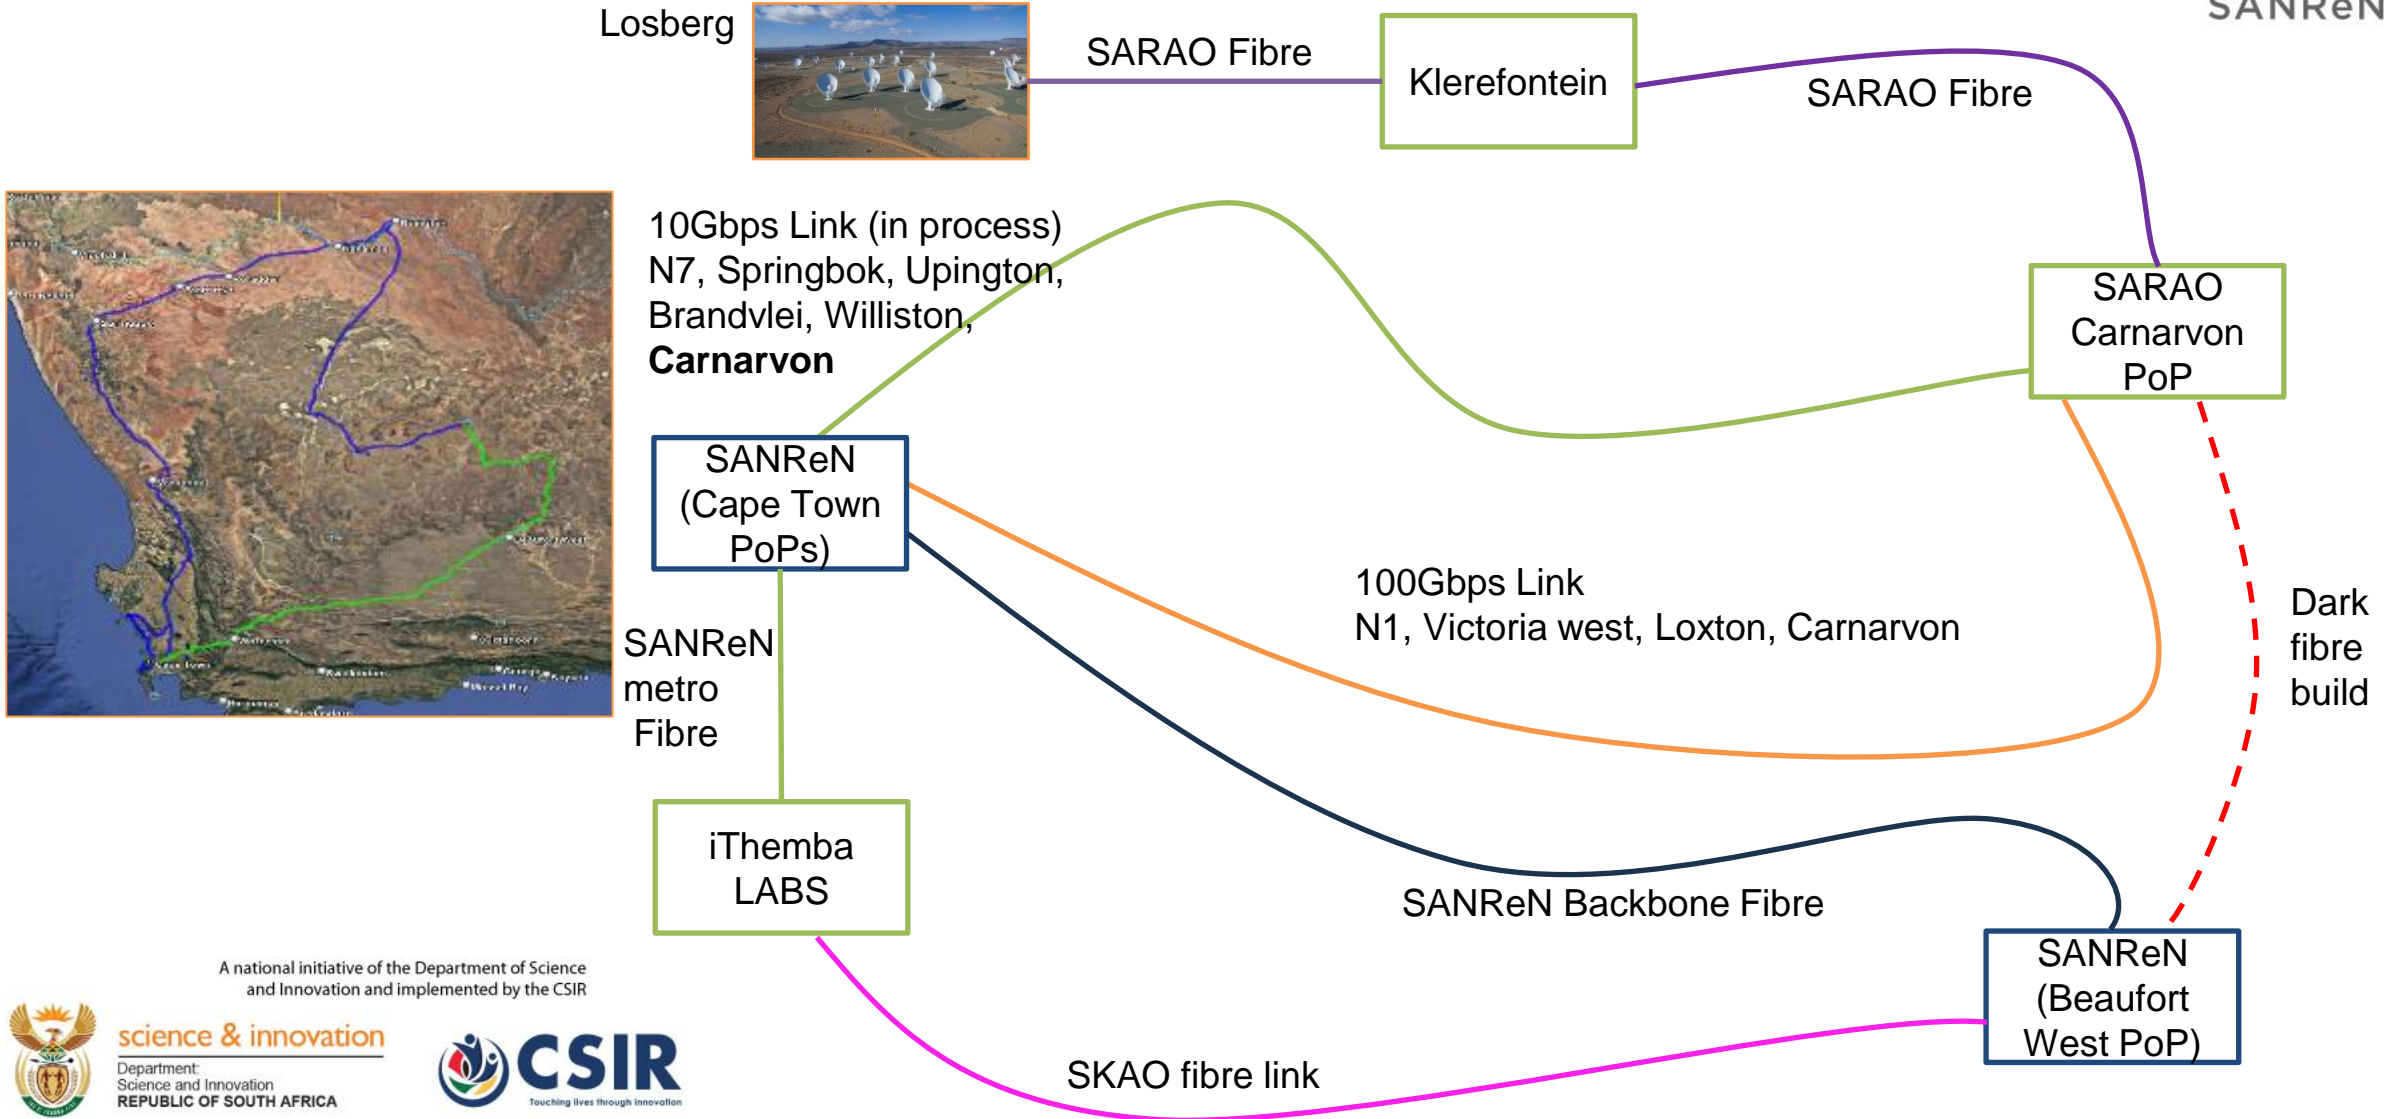 SANReN
Losberg
SARAO Fibre
Klerefontein
SARAO Fibre
10Gbps Link (in process)
N7, Springbok, Upington,
Brandvlei, Williston,
Carnarvon
SARAO
Carnarvon
PoP
SANReN
(Cape Town
PoPs)
100Gbps Link
N1, Victoria west, Loxton, Carnarvon
Dark
fibre
build
SANReN
metro
Fibre
iThemba
LABS
SANReN Backbone Fibre
SANReN
(Beaufort
West PoP)
SKAO fibre link
A national initiative of the Department of Science
and Innovation and implemented by the CSIR
science & innovation
Department:
Science and Innovation
REPUBLIC OF SOUTH AFRICA
CSIR
Touching lives through innovation